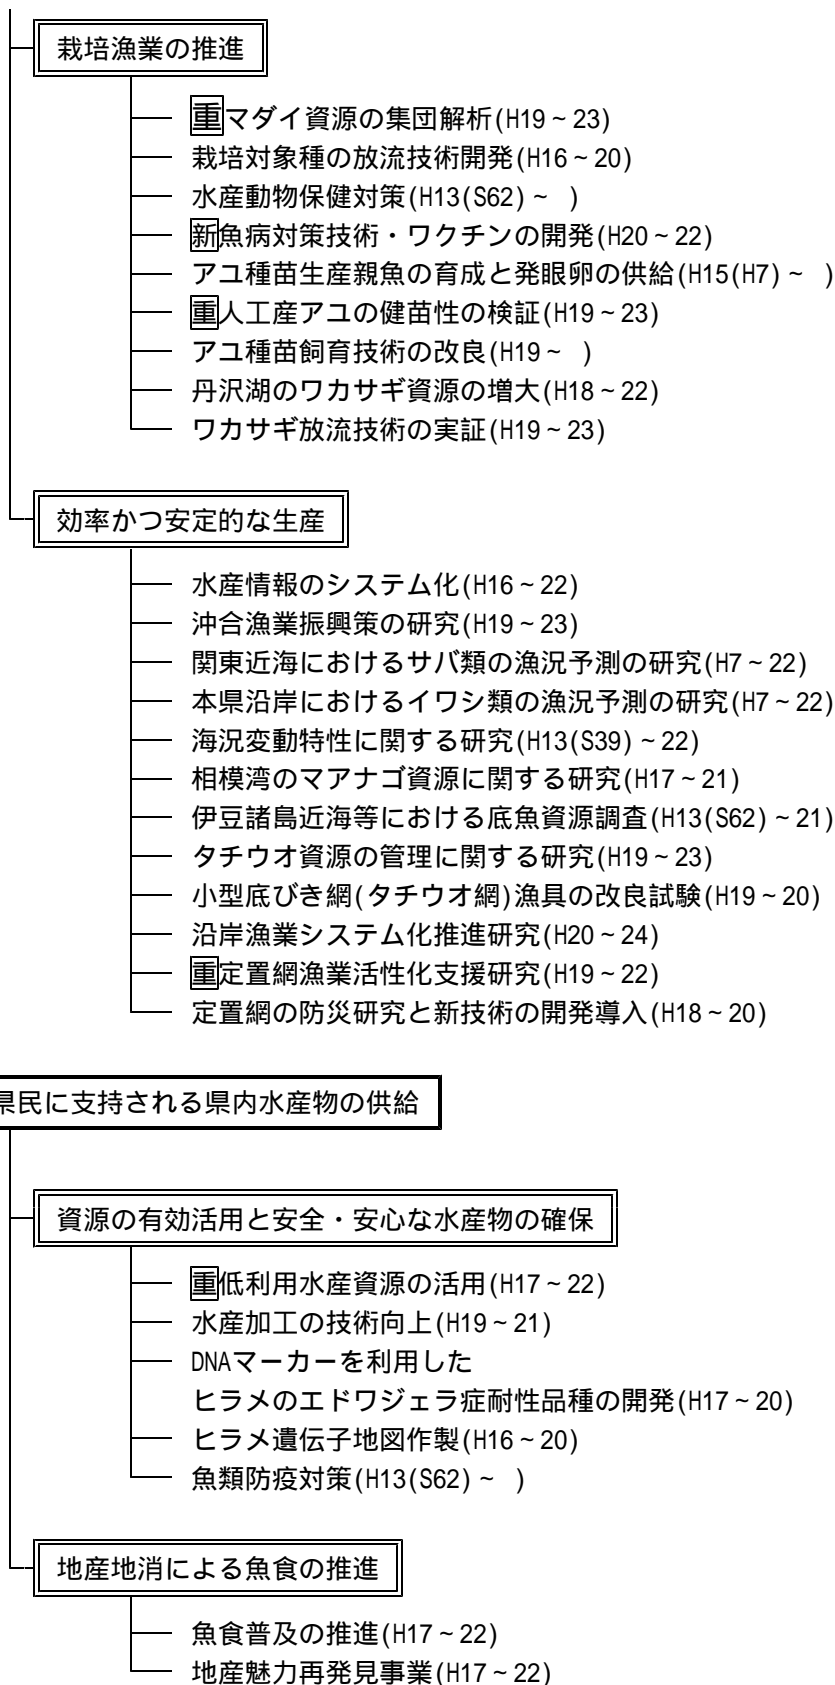 栽培漁業の推進
重マダイ資源の集団解析(H19~23)
栽培対象種の放流技術開発(H16~20)
水産動物保健対策(H13(S62)~ )
新魚病対策技術・ワクチンの開発(H20~22)
アユ種苗生産親魚の育成と発眼卵の供給(H15(H7)~ )
重人工産アユの健苗性の検証(H19~23)
アユ種苗飼育技術の改良(H19~ )
丹沢湖のワカサギ資源の増大(H18~22)
ワカサギ放流技術の実証(H19~23)
効率かつ安定的な生産
水産情報のシステム化(H16~22)
沖合漁業振興策の研究(H19~23)
関東近海におけるサバ類の漁況予測の研究(H7~22)
本県沿岸におけるイワシ類の漁況予測の研究(H7~22)
海況変動特性に関する研究(H13(S39)~22)
相模湾のマアナゴ資源に関する研究(H17~21)
伊豆諸島近海等における底魚資源調査(H13(S62)~21)
タチウオ資源の管理に関する研究(H19~23)
小型底びき網(タチウオ網)漁具の改良試験(H19~20)
沿岸漁業システム化推進研究(H20~24)
重定置網漁業活性化支援研究(H19~22)
定置網の防災研究と新技術の開発導入(H18~20)
県民に支持される県内水産物の供給
資源の有効活用と安全・安心な水産物の確保
重低利用水産資源の活用(H17~22)
水産加工の技術向上(H19~21)
DNAマーカーを利用した
ヒラメのエドワジェラ症耐性品種の開発(H17~20)
ヒラメ遺伝子地図作製(H16~20)
魚類防疫対策(H13(S62)~ )
地産地消による魚食の推進
魚食普及の推進(H17~22)
地産魅力再発見事業(H17~22)